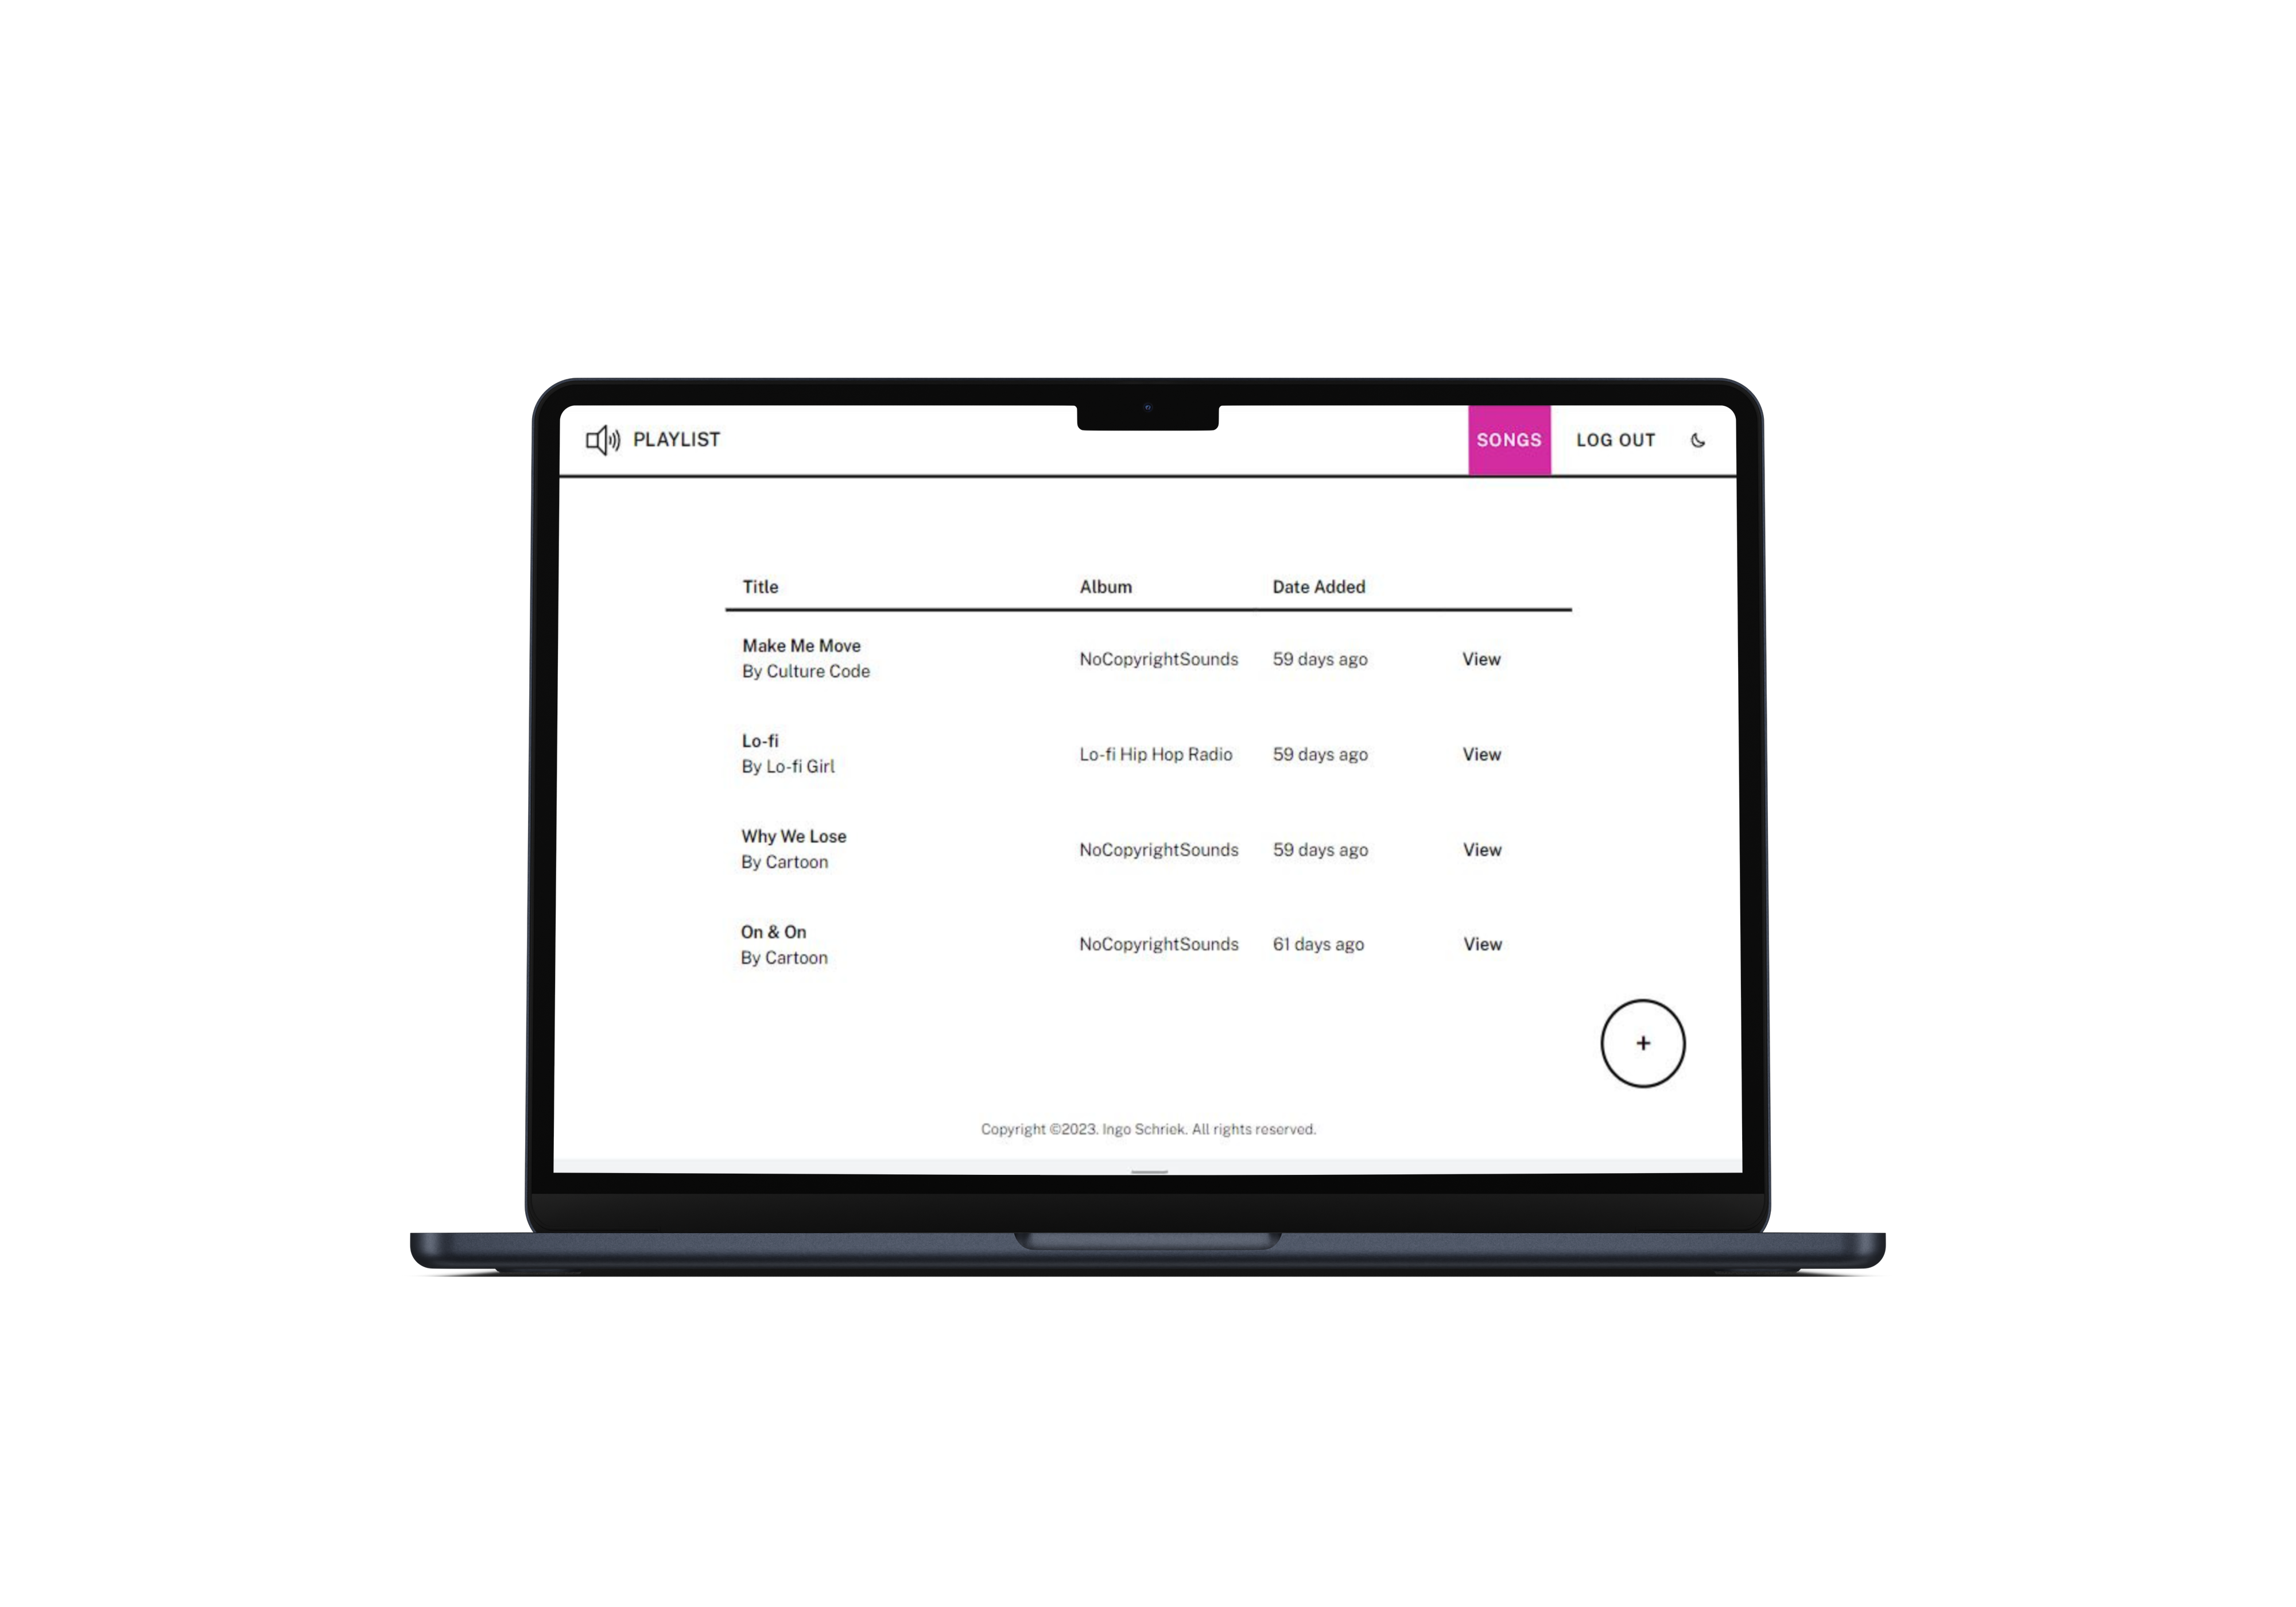 PLAYLIST
SONGS
LOG OUT
Title Album Date Added
Make Me Move
By Culture Code
NoCopyrightSounds 59 days ago View
Lo-fi
By Lo-fi Girl
Lo-fi Hip Hop Radio 59 days ago View
Why We Lose
By Cartoon
NoCopyrightSounds 59 days ago View
On & On
By Cartoon
NoCopyrightSounds 61 days ago View
+
Copyright ©2023. Ingo Schriek. All rights reserved.